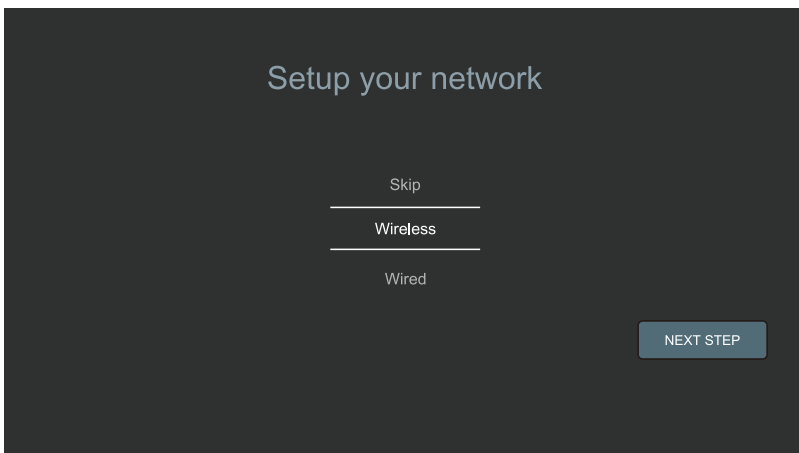 Setup your network
Skip
Wireless
Wired
NEXT STEP